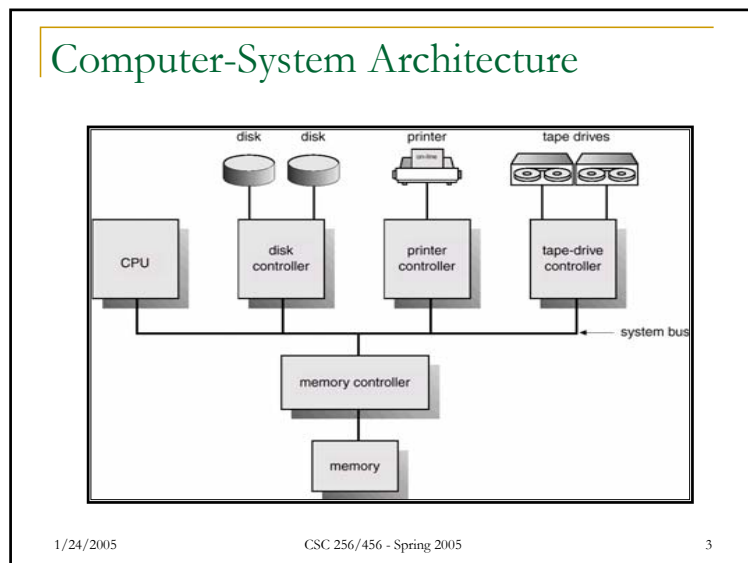 Computer-System Architecture
disk disk printer tape drives
on-line
CPU
disk
controller
printer
controller
tape-drive
controller
system bus
memory controller
memory
1/24/2005 CSC 256/456 - Spring 2005 3